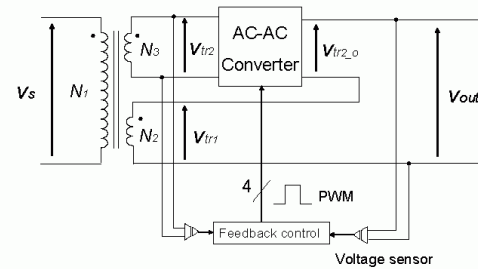 Vs
N1
N3
N2
Vtr2
Vtr1
AC-AC
Converter
Vtr2_o
Vout
4
PWM
Feedback control
Voltage sensor